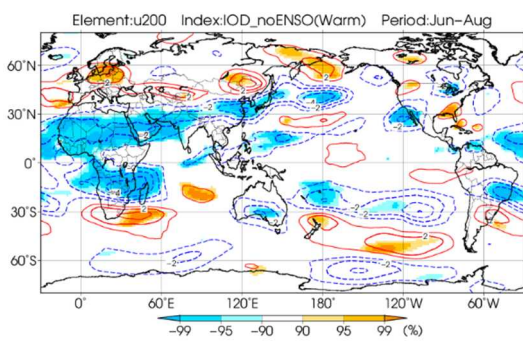 Element:u200 Index:IOD_noENSO(Warm) Period:Jun-Aug
60°N
30°N
0°
30°S
60°S
0° 60°E 120°E 180° 120°W 60°W
-99 -95 -90 90 95 99 (%)